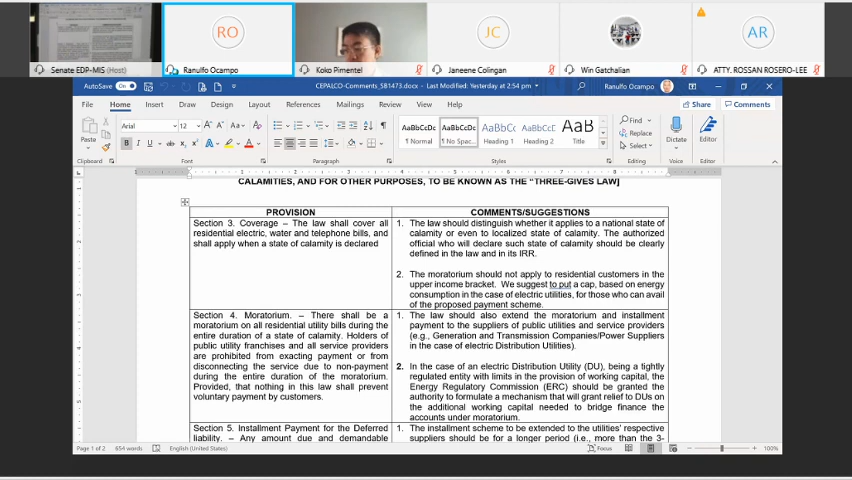 RO
JC
AR
Senate EDP-MIS (Host)
Ranulfo Ocampo
Koko Pimentel
Janeene Colingan
Win Gatchalian
ATTY. ROSSAN ROSERO-LEE
AutoSave On
CEPALCO-Comments_SB1473.docx - Last Modified: Yesterday at 2:54 pm
Ranulfo Ocampo
File Home Insert Draw Design Layout References Mailings Review View Help
Share Comments
Paste
Arial 12
Find
Replace
Select
AaBbCcDc AaBbCcDc AaBbCc AaBbCcC AaB
¶ Normal ¶ No Spac... Heading 1 Heading 2 Title
Dictate Editor
Clipboard Font Paragraph Styles Editing Voice Editor
CALAMITIES, AND FOR OTHER PURPOSES, TO BE KNOWN AS THE "THREE-GIVES LAW]
PROVISION COMMENTS/SUGGESTIONS
Section 3. Coverage – The law shall cover all
residential electric, water and telephone bills, and
shall apply when a state of calamity is declared
1. The law should distinguish whether it applies to a national state of
calamity or even to localized state of calamity. The authorized
official who will declare such state of calamity should be clearly
defined in the law and in its IRR.
2. The moratorium should not apply to residential customers in the
upper income bracket. We suggest to put a cap, based on energy
consumption in the case of electric utilities, for those who can avail
of the proposed payment scheme.
Section 4. Moratorium. – There shall be a
moratorium on all residential utility bills during the
entire duration of a state of calamity. Holders of
public utility franchises and all service providers
are prohibited from exacting payment or from
disconnecting the service due to non-payment
during the entire duration of the moratorium.
Provided, that nothing in this law shall prevent
voluntary payment by customers.
1. The law should also extend the moratorium and installment
payment to the suppliers of public utilities and service providers
(e.g., Generation and Transmission Companies/Power Suppliers
in the case of electric Distribution Utilities).
2. In the case of an electric Distribution Utility (DU), being a tightly
regulated entity with limits in the provision of working capital, the
Energy Regulatory Commission (ERC) should be granted the
authority to formulate a mechanism that will grant relief to DUs on
the additional working capital needed to bridge finance the
accounts under moratorium.
Section 5. Installment Payment for the Deferred
liability. – Any amount due and demandable
1. The installment scheme to be extended to the utilities' respective
suppliers should be for a longer period (i.e., more than the 3-
Page 1 of 2 654 words English (United States)
Focus
100%